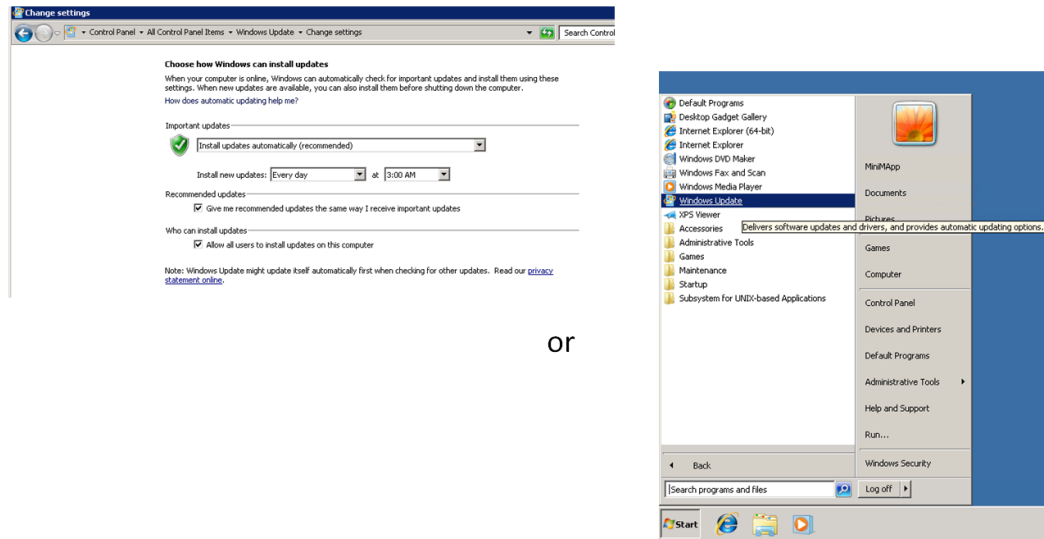 Change settings
Control Panel
All Control Panel Items
Windows Update
Change settings
Search Control
Choose how Windows can install updates
When your computer is online, Windows can automatically check for important updates and install them using these
settings. When new updates are available, you can also install them before shutting down the computer.
How does automatic updating help me?
Important updates
Install updates automatically (recommended)
Install new updates: Every day at 3:00 AM
Recommended updates
Give me recommended updates the same way I receive important updates
Who can install updates
Allow all users to install updates on this computer
Note: Windows Update might update itself automatically first when checking for other updates. Read our privacy
statement online.
or
Default Programs
Desktop Gadget Gallery
Internet Explorer (64-bit)
Internet Explorer
Windows DVD Maker
Windows Fax and Scan
Windows Media Player
Windows Update
XPS Viewer
Accessories
Administrative Tools
Games
Maintenance
Startup
Subsystem for UNIX-based Applications
Back
Search programs and files
MiniMApp
Documents
Pictures
Delivers software updates and drivers, and provides automatic updating options.
Games
Computer
Control Panel
Devices and Printers
Default Programs
Administrative Tools
Help and Support
Run...
Windows Security
Log off
Start